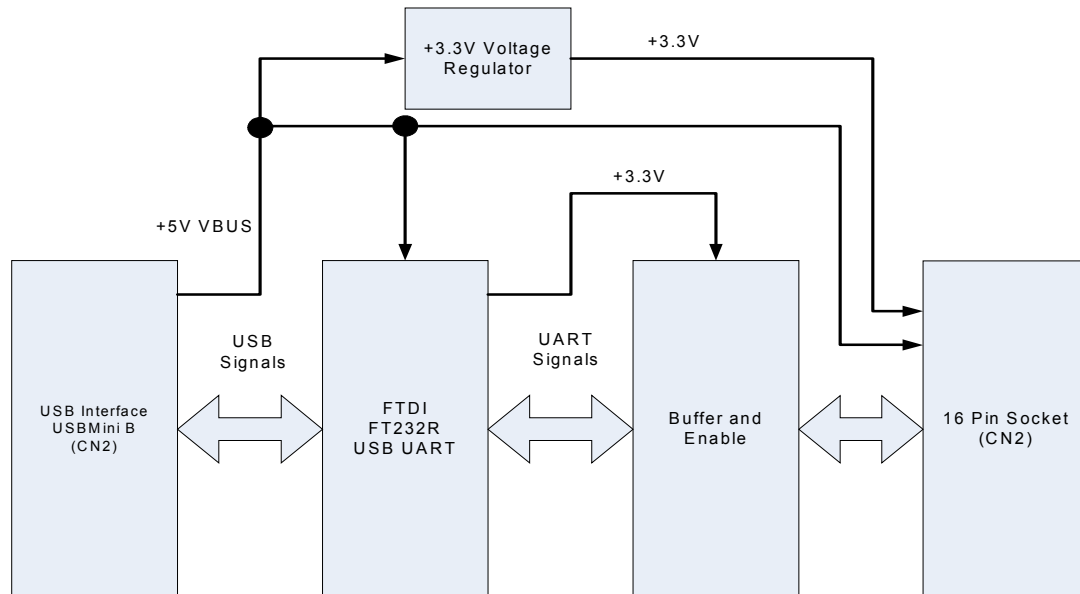 +3.3V Voltage
Regulator
+3.3V
+3.3V
+5V VBUS
USB
Signals
UART
Signals
USB Interface
USBMini B
(CN2)
FTDI
FT232R
USB UART
Buffer and
Enable
16 Pin Socket
(CN2)